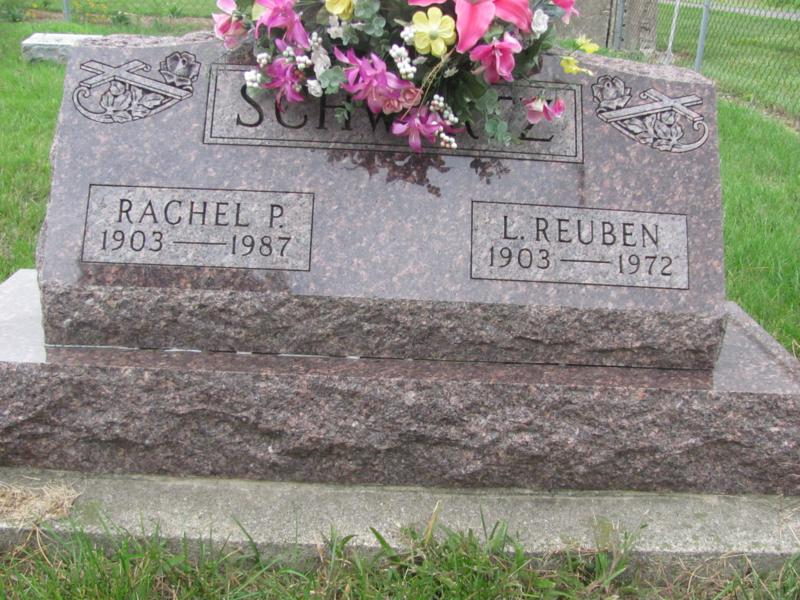 RACHEL P.
1903 — 1987
L. REUBEN
1903 — 1972